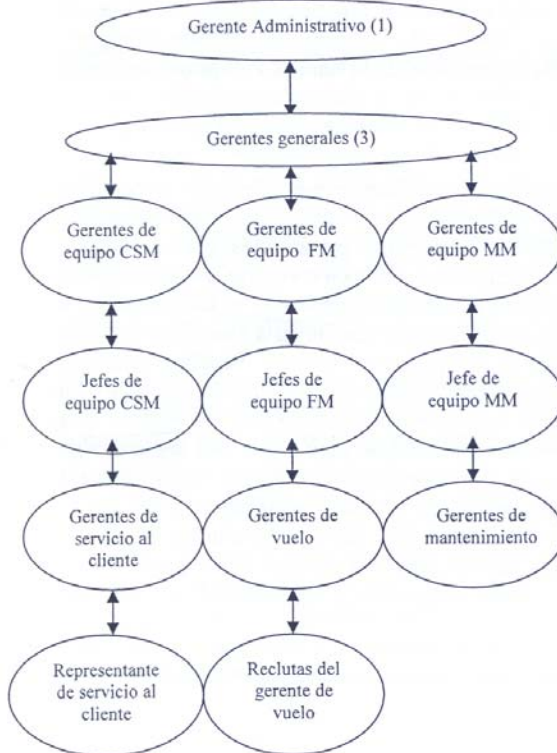 Gerente Administrativo (1)
Gerentes generales (3)
Gerentes de
equipo CSM
Gerentes de
equipo FM
Gerentes de
equipo MM
Jefes de
equipo CSM
Jefes de
equipo FM
Jefe de
equipo MM
Gerentes de
servicio al
cliente
Gerentes de
vuelo
Gerentes de
mantenimiento
Representante
de servicio al
cliente
Reclutas del
gerente de
vuelo